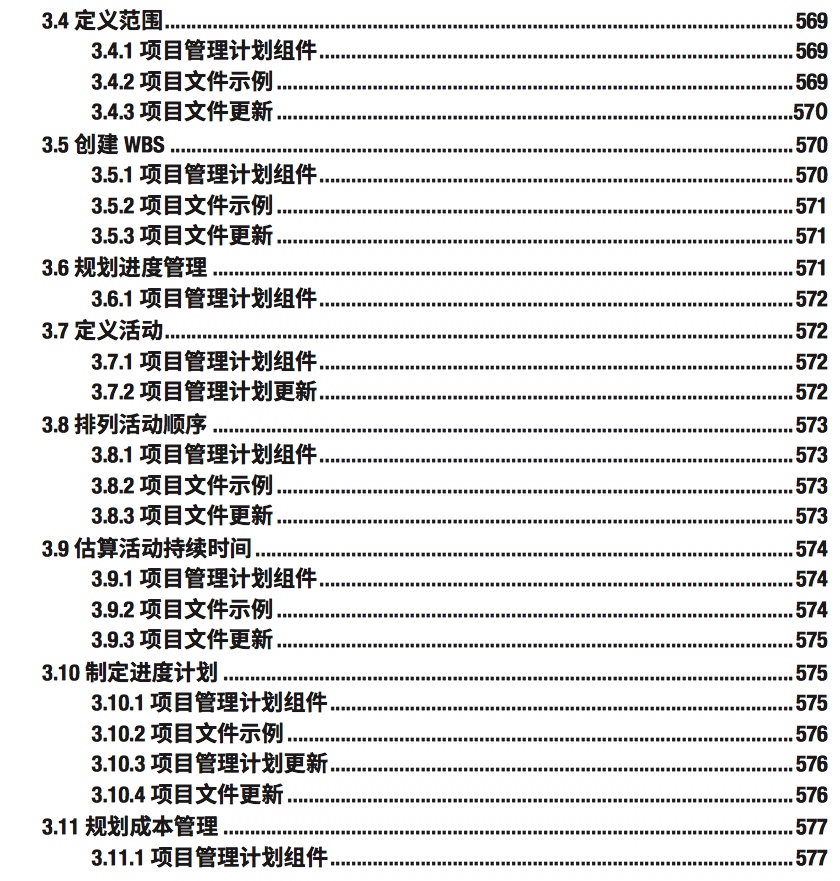 3.4 定义范围.......................................................................................................569
3.4.1 项目管理计划组件.................................................................................569
3.4.2 项目文件示例........................................................................................569
3.4.3 项目文件更新........................................................................................570
3.5 创建 WBS .....................................................................................................570
3.5.1 项目管理计划组件.................................................................................570
3.5.2 项目文件示例........................................................................................571
3.5.3 项目文件更新........................................................................................571
3.6 规划进度管理 ...............................................................................................571
3.6.1 项目管理计划组件.................................................................................572
3.7 定义活动.......................................................................................................572
3.7.1 项目管理计划组件.................................................................................572
3.7.2 项目管理计划更新.................................................................................572
3.8 排列活动顺序 ...............................................................................................573
3.8.1 项目管理计划组件.................................................................................573
3.8.2 项目文件示例........................................................................................573
3.8.3 项目文件更新........................................................................................573
3.9 估算活动持续时间........................................................................................574
3.9.1 项目管理计划组件.................................................................................574
3.9.2 项目文件示例........................................................................................574
3.9.3 项目文件更新........................................................................................575
3.10 制定进度计划 .............................................................................................575
3.10.1 项目管理计划组件...............................................................................575
3.10.2 项目文件示例......................................................................................576
3.10.3 项目管理计划更新...............................................................................576
3.10.4 项目文件更新......................................................................................576
3.11 规划成本管理 .............................................................................................577
3.11.1 项目管理计划组件...............................................................................577